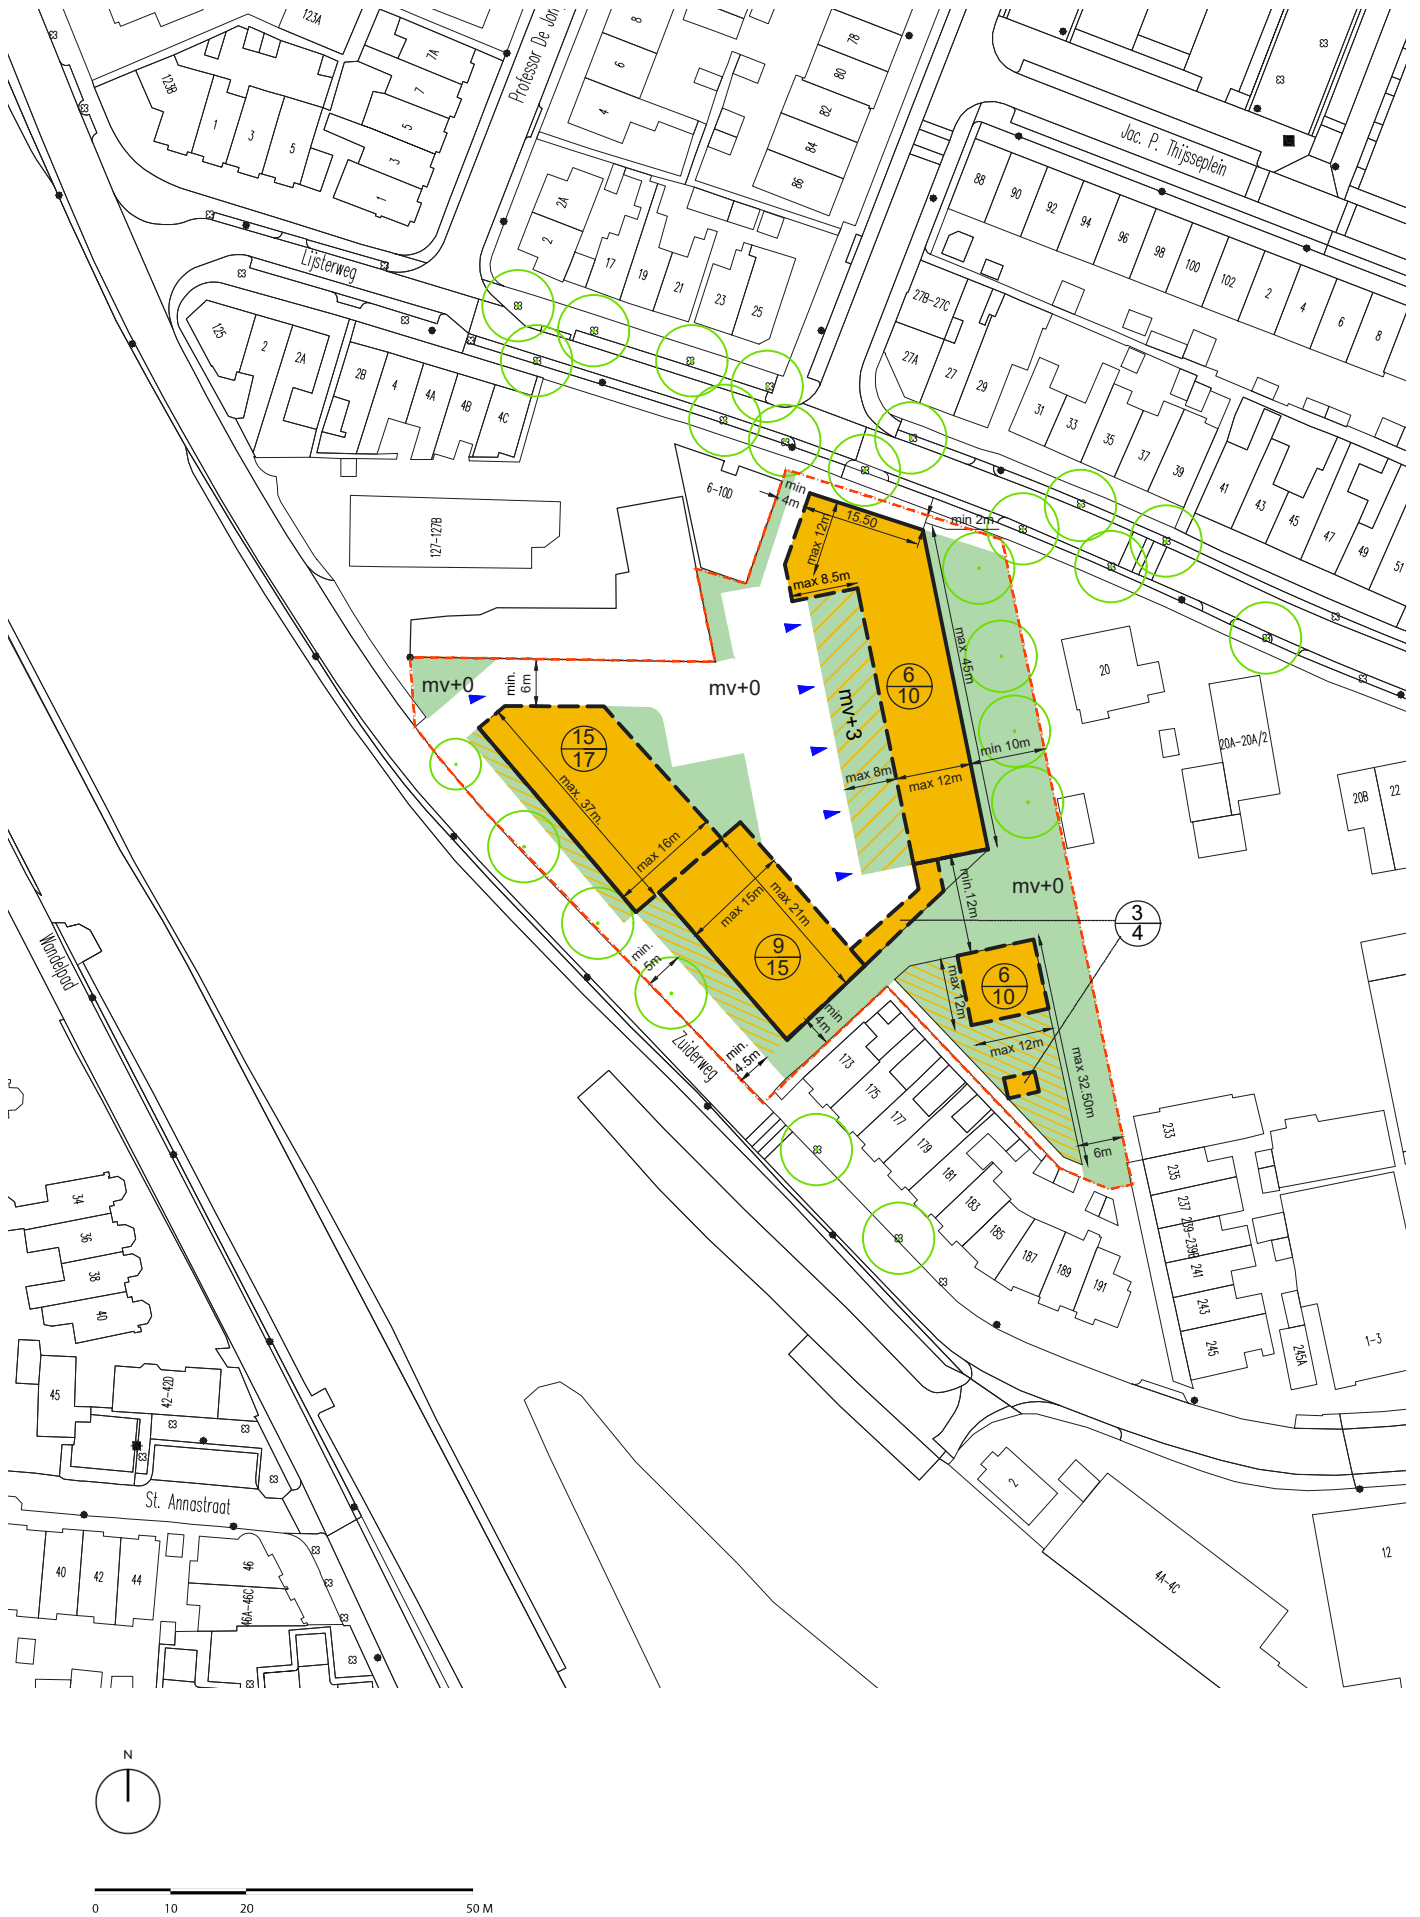 123A
123B
1
3
5
7A
7
5
3
1
Professor De Jon
8
6
4
78
80
82
84
86
2A
2
17
19
21
23
25
Jac. P. Thijsseplein
88
90
92
94
96
98
100
102
2
4
6
8
Lijsterweg
125
2
2A
2B
4
4A
4B
4C
27B-27C
27A
27
29
31
33
35
37
39
41
43
45
47
49
51
127-127B
6-10D
min
4m
15.50
max 12m
min 2m
max 8.5m
max 45m
6
10
mv+0
min.
6m
mv+0
mv+3
15
17
max. 37m.
max 16m
max 8m
max 12m
min 10m
20
20A-20A/2
20B
22
max 15m
max 21m
9
15
min.12m
mv+0
3
4
6
10
max 12m
max 12m
max 32.50m
6m
min.
5m
min
4m
min.
4.5m
Zuiderweg
Wandelpad
173
175
177
179
181
183
185
187
189
191
233
235
237
239-239B
241
243
245
245A
1-3
34
36
38
40
45
42-42D
St. Annastraat
40
42
44
46
46A-46C
2
4A-4C
12
N
0 10 20 50 M